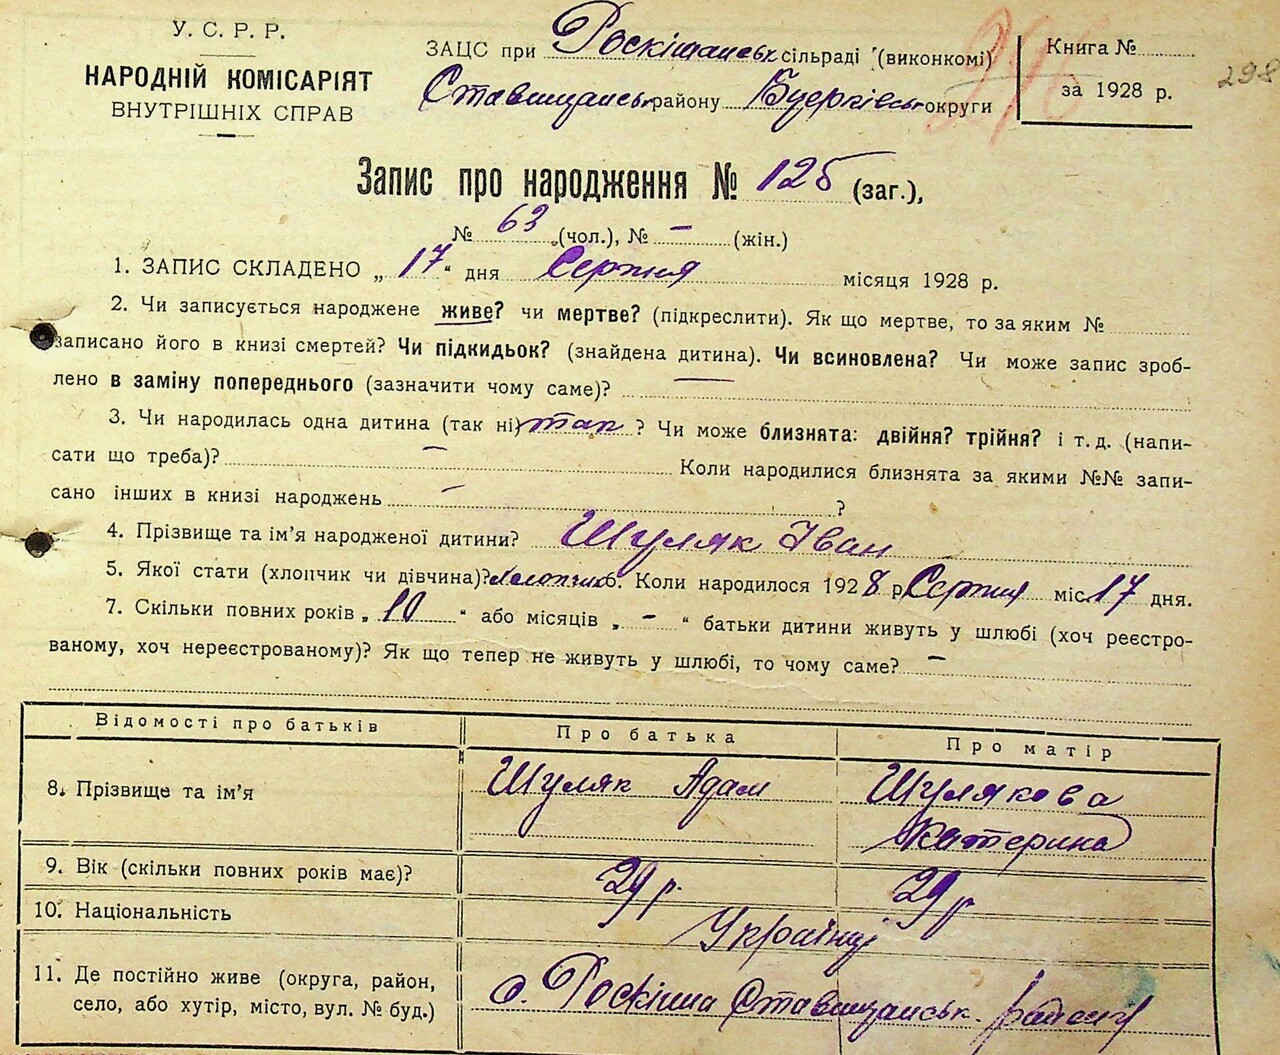 У. С. Р. Р.
НАРОДНІЙ КОМІСАРІЯТ
ВНУТРІШНІХ СПРАВ
ЗАЦС при Роскішанськ сільраді (виконкомі)
Ставищанськ району Білоцерківськ округи
Книга №
за 1928 р.
298
Запис про народження № 125 (заг.),
№ 63 (чол.), № – (жін.)
1. ЗАПИС СКЛАДЕНО „ 17 “ дня Серпня місяця 1928 р.
2. Чи записується народжене живе? чи мертве? (підкреслити). Як що мертве, то за яким №
записано його в книзі смертей? Чи підкидьок? (знайдена дитина). Чи всиновлена? Чи може запис зроб-
лено в заміну попереднього (зазначити чому саме)? —
3. Чи народилась одна дитина (так ні) так ? Чи може близнята: двійня? трійня? і т. д. (напи-
сати що треба)? – Коли народилися близнята за якими №№ запи-
сано інших в книзі народжень – ?
4. Прізвище та ім’я народженої дитини? Шуляк Іван
5. Якої стати (хлопчик чи дівчина)? Хлопчик 6. Коли народилося 1928 р. Серпня міс. 17 дня.
7. Скільки повних років „ 10 “ або місяців „ – “ батьки дитини живуть у шлюбі (хоч реєстро-
ваному, хоч нереєстрованому)? Як що тепер не живуть у шлюбі, то чому саме? –
Відомості про батьків Про батька Про матір
8. Прізвище та ім’я Шуляк Адам Шулякова
Катерина
9. Вік (скільки повних років має)? 29 р. 29 р
10. Національність Українці
11. Де постійно живе (округа, район,
село, або хутір, місто, вул. № буд.) с. Роскішна Ставищанськ. району